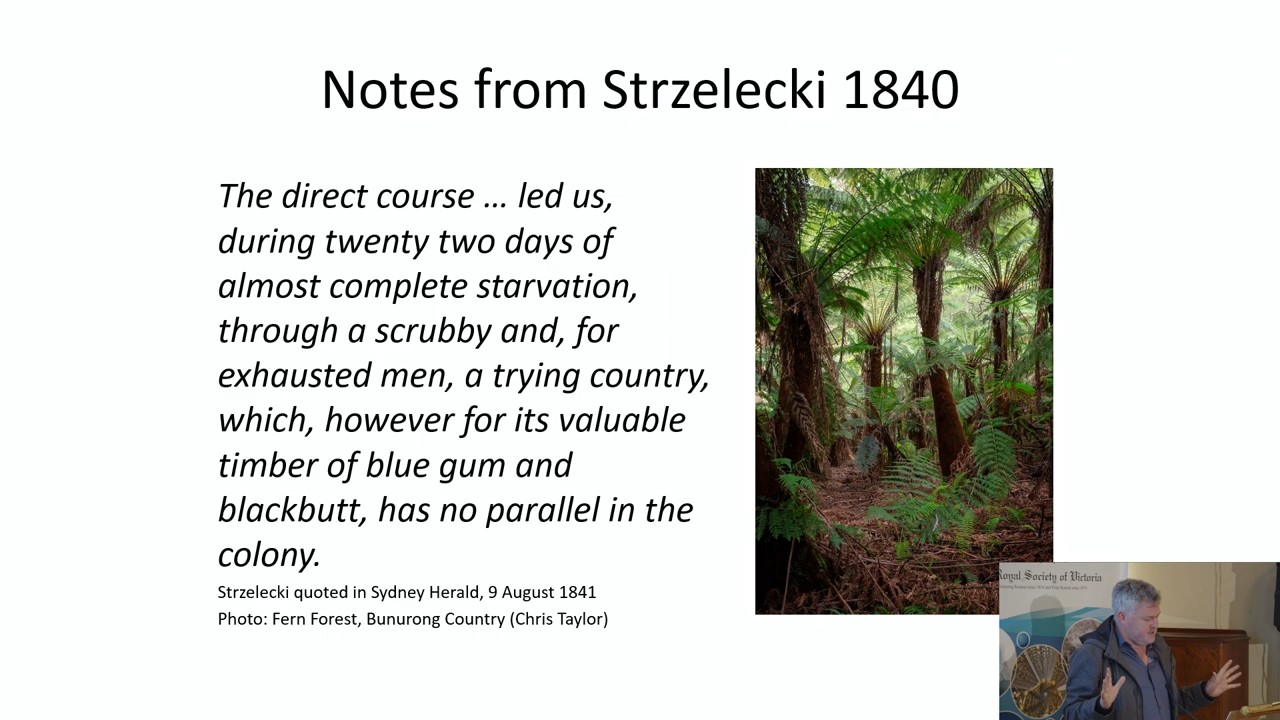 Notes from Strzelecki 1840
The direct course ... led us,
during twenty two days of
almost complete starvation,
through a scrubby and, for
exhausted men, a trying country,
which, however for its valuable
timber of blue gum and
blackbutt, has no parallel in the
colony.
Strzelecki quoted in Sydney Herald, 9 August 1841
Photo: Fern Forest, Bunurong Country (Chris Taylor)
Royal Society of Victoria